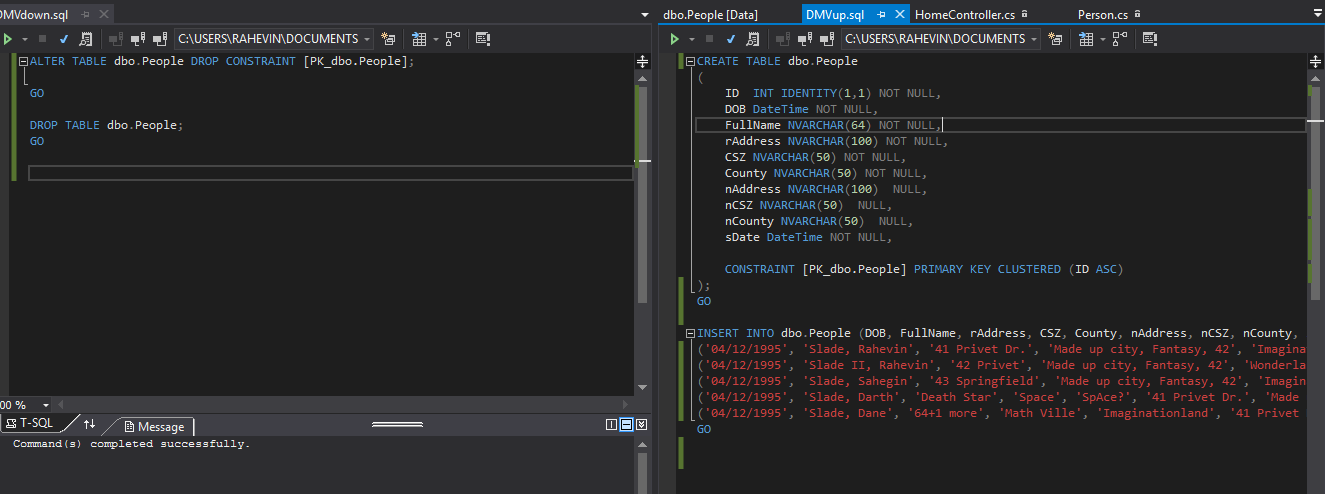 DMVdown.sql
C:\USERS\RAHEVIN\DOCUMENTS
ALTER TABLE dbo.People DROP CONSTRAINT [PK_dbo.People];
GO
DROP TABLE dbo.People;
GO
00 %
T-SQL
Message
Command(s) completed successfully.
dbo.People [Data]
DMVup.sql
HomeController.cs
Person.cs
C:\USERS\RAHEVIN\DOCUMENTS
CREATE TABLE dbo.People
(
ID INT IDENTITY(1,1) NOT NULL,
DOB DateTime NOT NULL,
FullName NVARCHAR(64) NOT NULL,
rAddress NVARCHAR(100) NOT NULL,
CSZ NVARCHAR(50) NOT NULL,
County NVARCHAR(50) NOT NULL,
nAddress NVARCHAR(100) NULL,
nCSZ NVARCHAR(50) NULL,
nCounty NVARCHAR(50) NULL,
sDate DateTime NOT NULL,
CONSTRAINT [PK_dbo.People] PRIMARY KEY CLUSTERED (ID ASC)
);
GO
INSERT INTO dbo.People (DOB, FullName, rAddress, CSZ, County, nAddress, nCSZ, nCounty,
('04/12/1995', 'Slade, Rahevin', '41 Privet Dr.', 'Made up city, Fantasy, 42', 'Imagina
('04/12/1995', 'Slade II, Rahevin', '42 Privet', 'Made up city, Fantasy, 42', 'Wonderla
('04/12/1995', 'Slade, Sahegin', '43 Springfield', 'Made up city, Fantasy, 42', 'Imagin
('04/12/1995', 'Slade, Darth', 'Death Star', 'Space', 'SpAce?', '41 Privet Dr.', 'Made
('04/12/1995', 'Slade, Dane', '64+1 more', 'Math Ville', 'Imaginationland', '41 Privet
GO